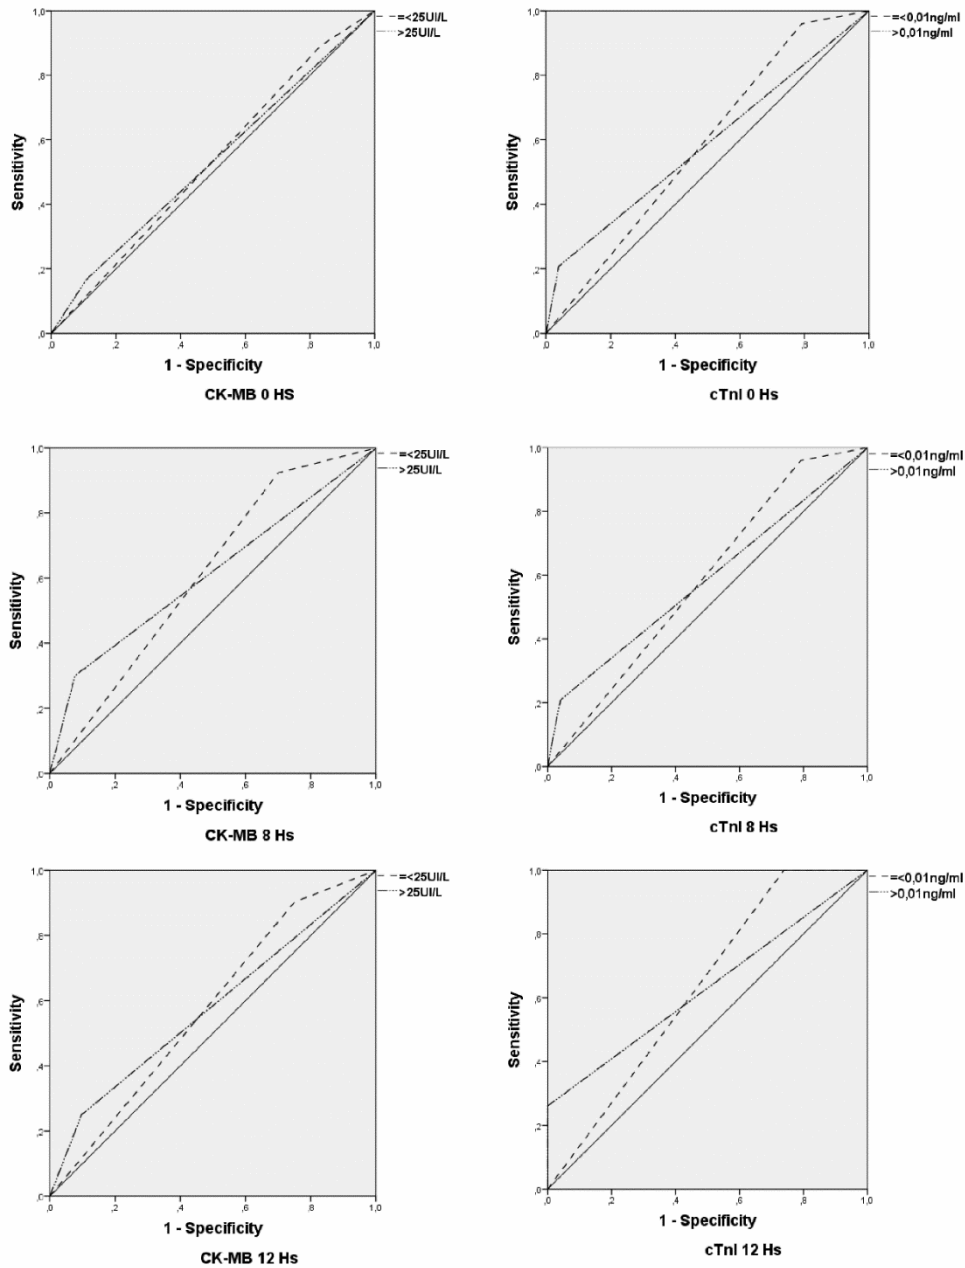 1,0
,8
,6
,4
,2
,0
Sensitivity
,0 ,2 ,4 ,6 ,8 1,0
1 - Specificity
CK-MB 0 HS
=<25UI/L
>25UI/L
1,0
,8
,6
,4
,2
,0
Sensitivity
,0 ,2 ,4 ,6 ,8 1,0
1 - Specificity
cTnI 0 Hs
=<0,01ng/ml
>0,01ng/ml
1,0
,8
,6
,4
,2
,0
Sensitivity
,0 ,2 ,4 ,6 ,8 1,0
1 - Specificity
CK-MB 8 Hs
=<25UI/L
>25UI/L
1,0
,8
,6
,4
,2
,0
Sensitivity
,0 ,2 ,4 ,6 ,8 1,0
1 - Specificity
cTnI 8 Hs
=<0,01ng/ml
>0,01ng/ml
1,0
,8
,6
,4
,2
,0
Sensitivity
,0 ,2 ,4 ,6 ,8 1,0
1 - Specificity
CK-MB 12 Hs
=<25UI/L
>25UI/L
1,0
,8
,6
,4
,2
,0
Sensitivity
,0 ,2 ,4 ,6 ,8 1,0
1 - Specificity
cTnI 12 Hs
=<0,01ng/ml
>0,01ng/ml